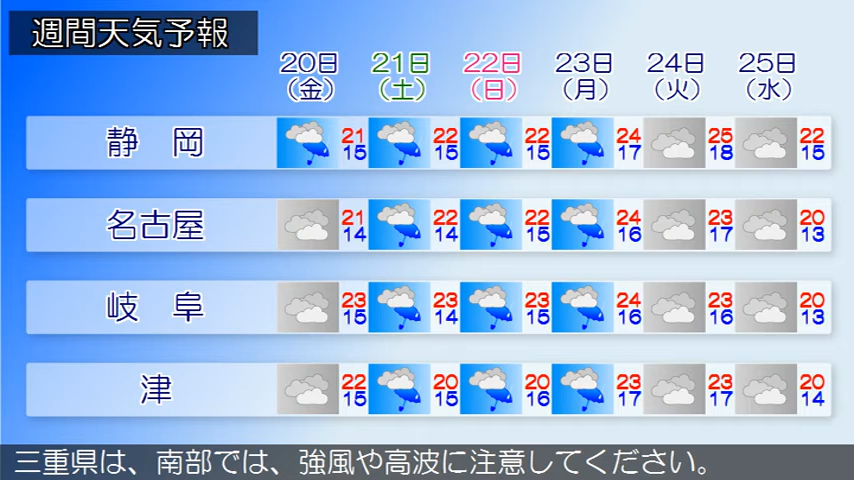 週間天気予報
20日 21日 22日 23日 24日 25日
(金) (土) (日) (月) (火) (水)
静　岡 21 15 22 15 22 15 24 17 25 18 22 15
名古屋 21 14 22 14 22 15 24 16 23 17 20 13
岐　阜 23 15 23 14 23 15 24 16 23 16 20 13
津 22 15 20 15 20 16 23 17 23 17 20 14
三重県は、南部では、強風や高波に注意してください。